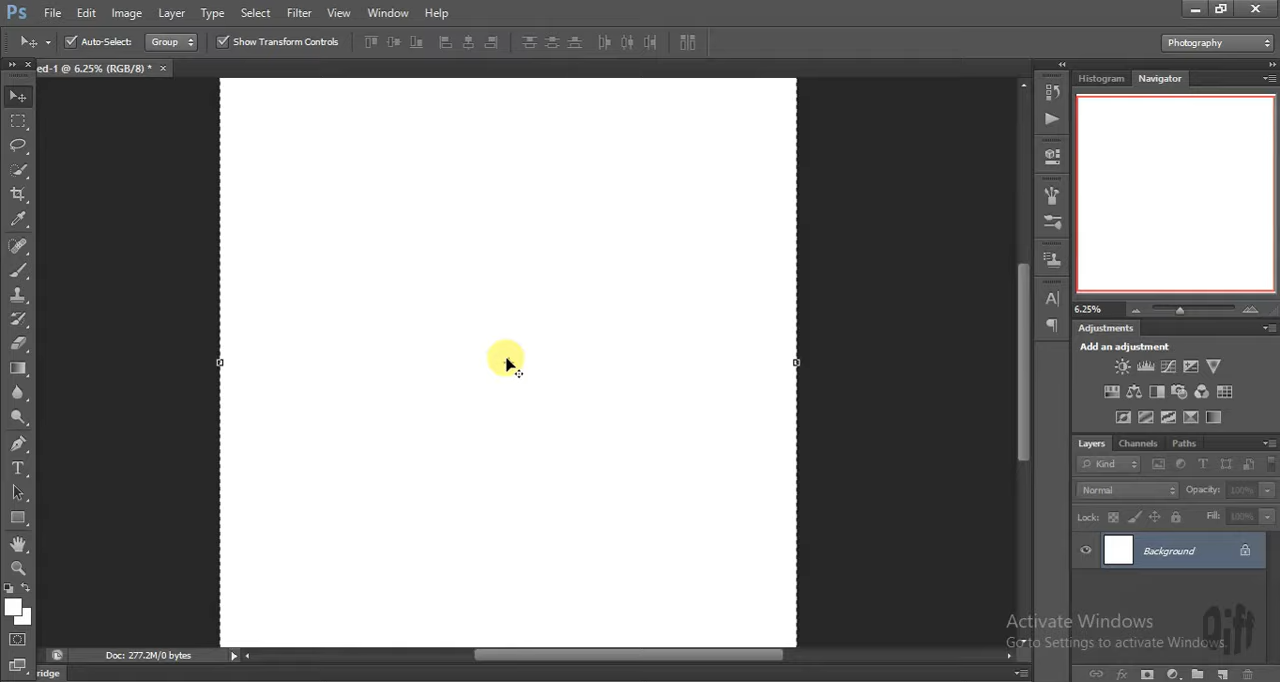 Ps File Edit Image Layer Type Select Filter View Window Help
Auto-Select: Group Show Transform Controls Photography
ed-1 @ 6.25% (RGB/8) * ×
Histogram Navigator
6.25%
Adjustments
Add an adjustment
Layers Channels Paths
Kind T
Normal Opacity: 100%
Lock: Fill: 100%
Background
Activate Windows
Go to Settings to activate Windows.
Doc: 277.2M/0 bytes
ridge